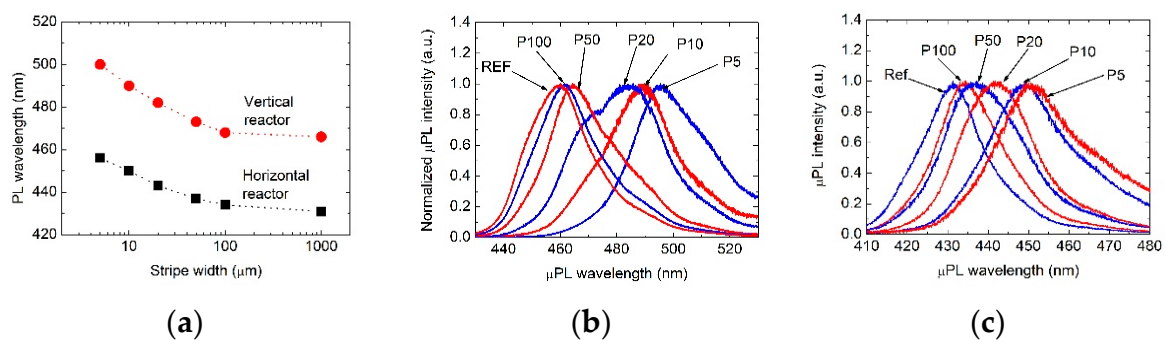 520
500
480
460
440
420
10
100
1000
PL wavelength (nm)
Stripe width (μm)
Vertical
reactor
Horizontal
reactor
(a)
1.4
1.2
1.0
0.8
0.6
0.4
0.2
0.0
440
460
480
500
520
Normalized μPL intensity (a.u.)
μPL wavelength (nm)
REF
P100
P50
P20
P10
P5
(b)
1.4
1.2
1.0
0.8
0.6
0.4
0.2
0.0
410
420
430
440
450
460
470
480
μPL intensity (a.u.)
μPL wavelength (nm)
Ref
P100
P50
P20
P10
P5
(c)